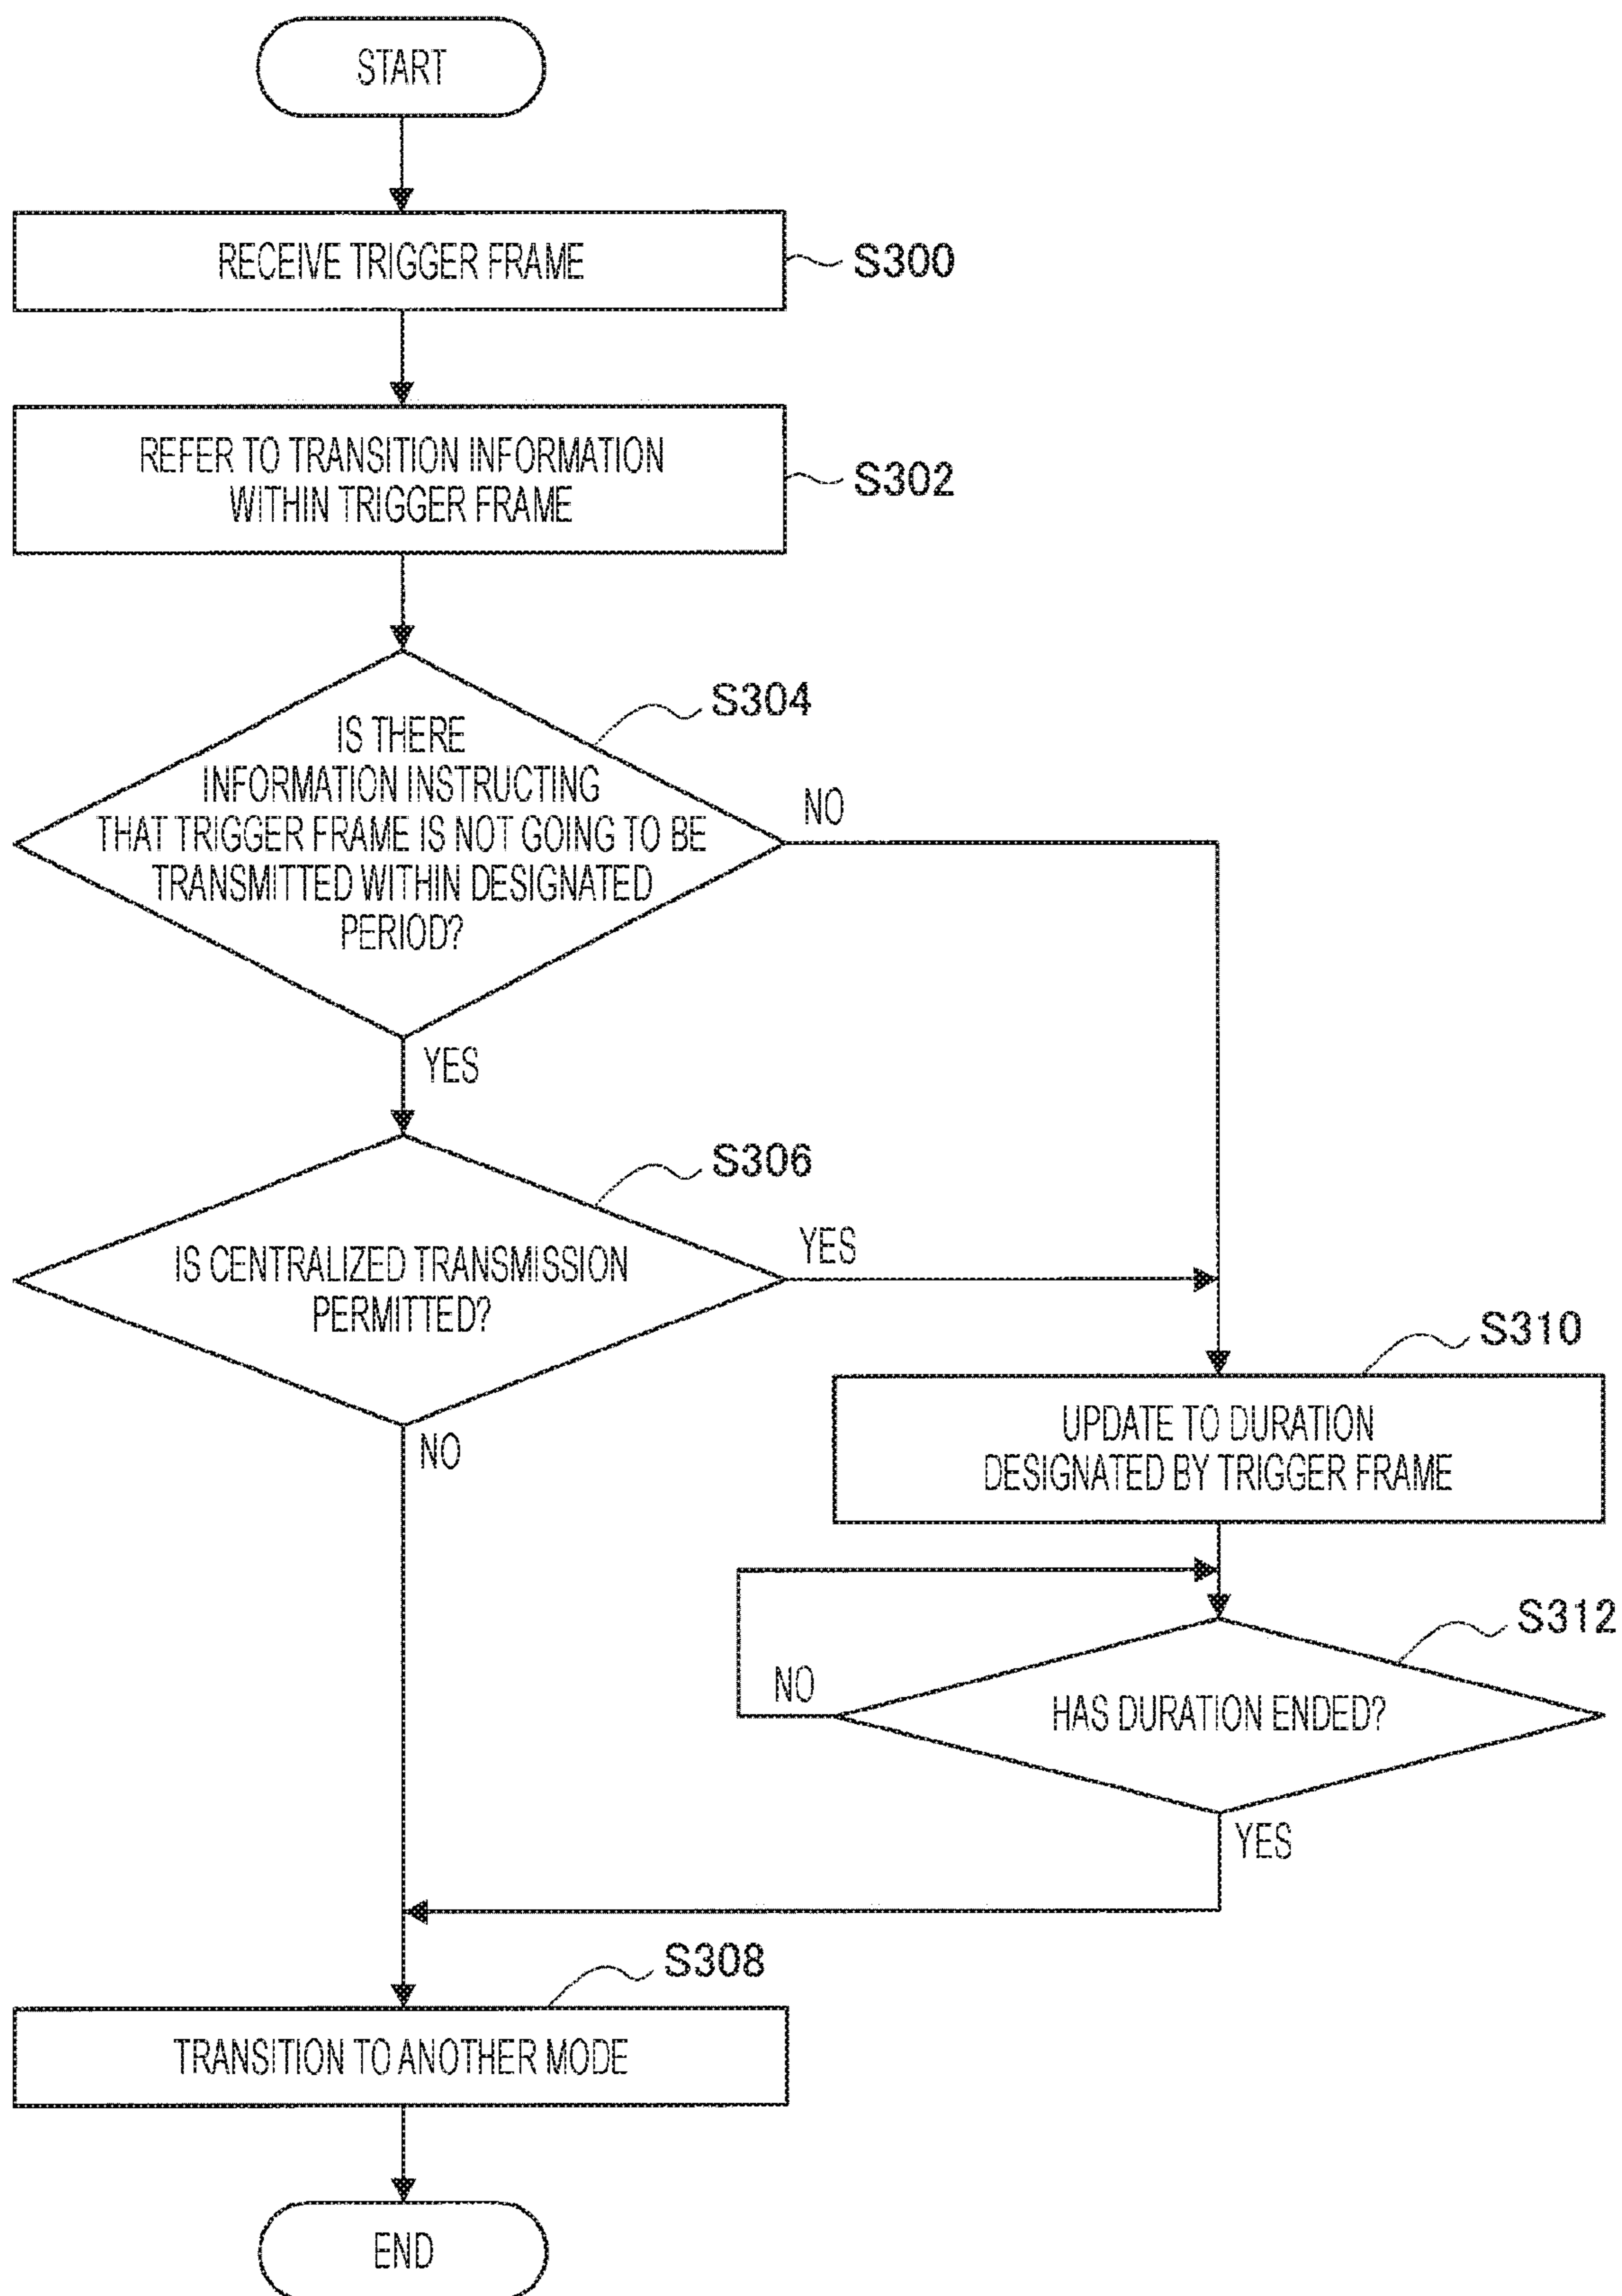 START
RECEIVE TRIGGER FRAME
S300
REFER TO TRANSITION INFORMATION
WITHIN TRIGGER FRAME
S302
S304
IS THERE
INFORMATION INSTRUCTING
THAT TRIGGER FRAME IS NOT GOING TO BE
TRANSMITTED WITHIN DESIGNATED
PERIOD?
NO
YES
S306
IS CENTRALIZED TRANSMISSION
PERMITTED?
YES
NO
S310
UPDATE TO DURATION
DESIGNATED BY TRIGGER FRAME
S312
HAS DURATION ENDED?
NO
YES
S308
TRANSITION TO ANOTHER MODE
END